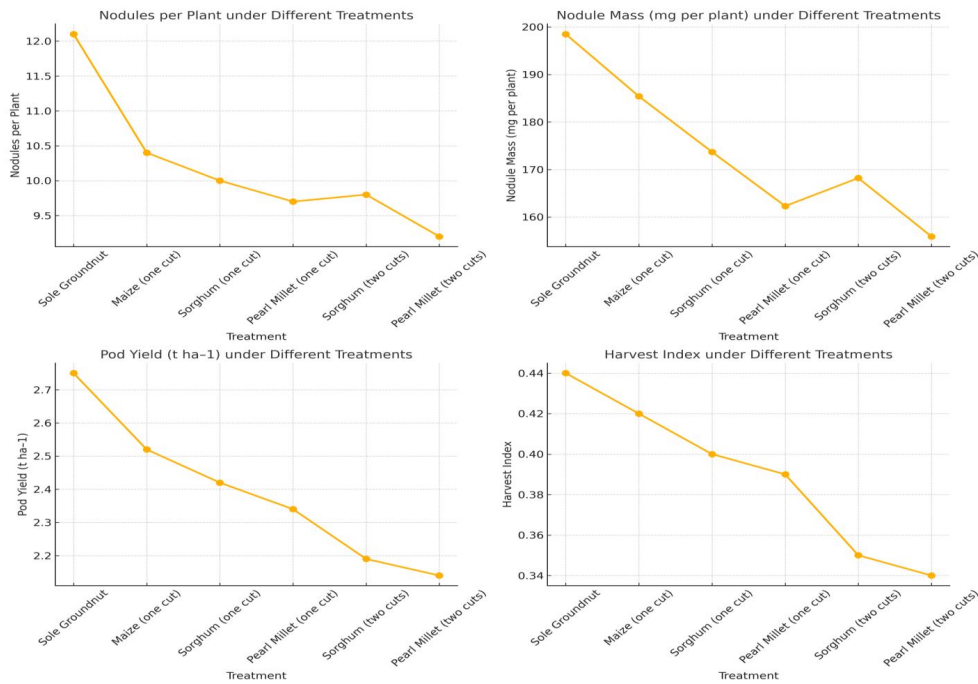 Nodules per Plant under Different Treatments
12.0
11.5
11.0
10.5
10.0
9.5
Nodules per Plant
Sole Groundnut
Maize (one cut)
Sorghum (one cut)
Pearl Millet (one cut)
Sorghum (two cuts)
Pearl Millet (two cuts)
Treatment
Nodule Mass (mg per plant) under Different Treatments
200
190
180
170
160
Nodule Mass (mg per plant)
Sole Groundnut
Maize (one cut)
Sorghum (one cut)
Pearl Millet (one cut)
Sorghum (two cuts)
Pearl Millet (two cuts)
Treatment
Pod Yield (t ha–1) under Different Treatments
2.7
2.6
2.5
2.4
2.3
2.2
Pod Yield (t ha–1)
Sole Groundnut
Maize (one cut)
Sorghum (one cut)
Pearl Millet (one cut)
Sorghum (two cuts)
Pearl Millet (two cuts)
Treatment
Harvest Index under Different Treatments
0.44
0.42
0.40
0.38
0.36
0.34
Harvest Index
Sole Groundnut
Maize (one cut)
Sorghum (one cut)
Pearl Millet (one cut)
Sorghum (two cuts)
Pearl Millet (two cuts)
Treatment